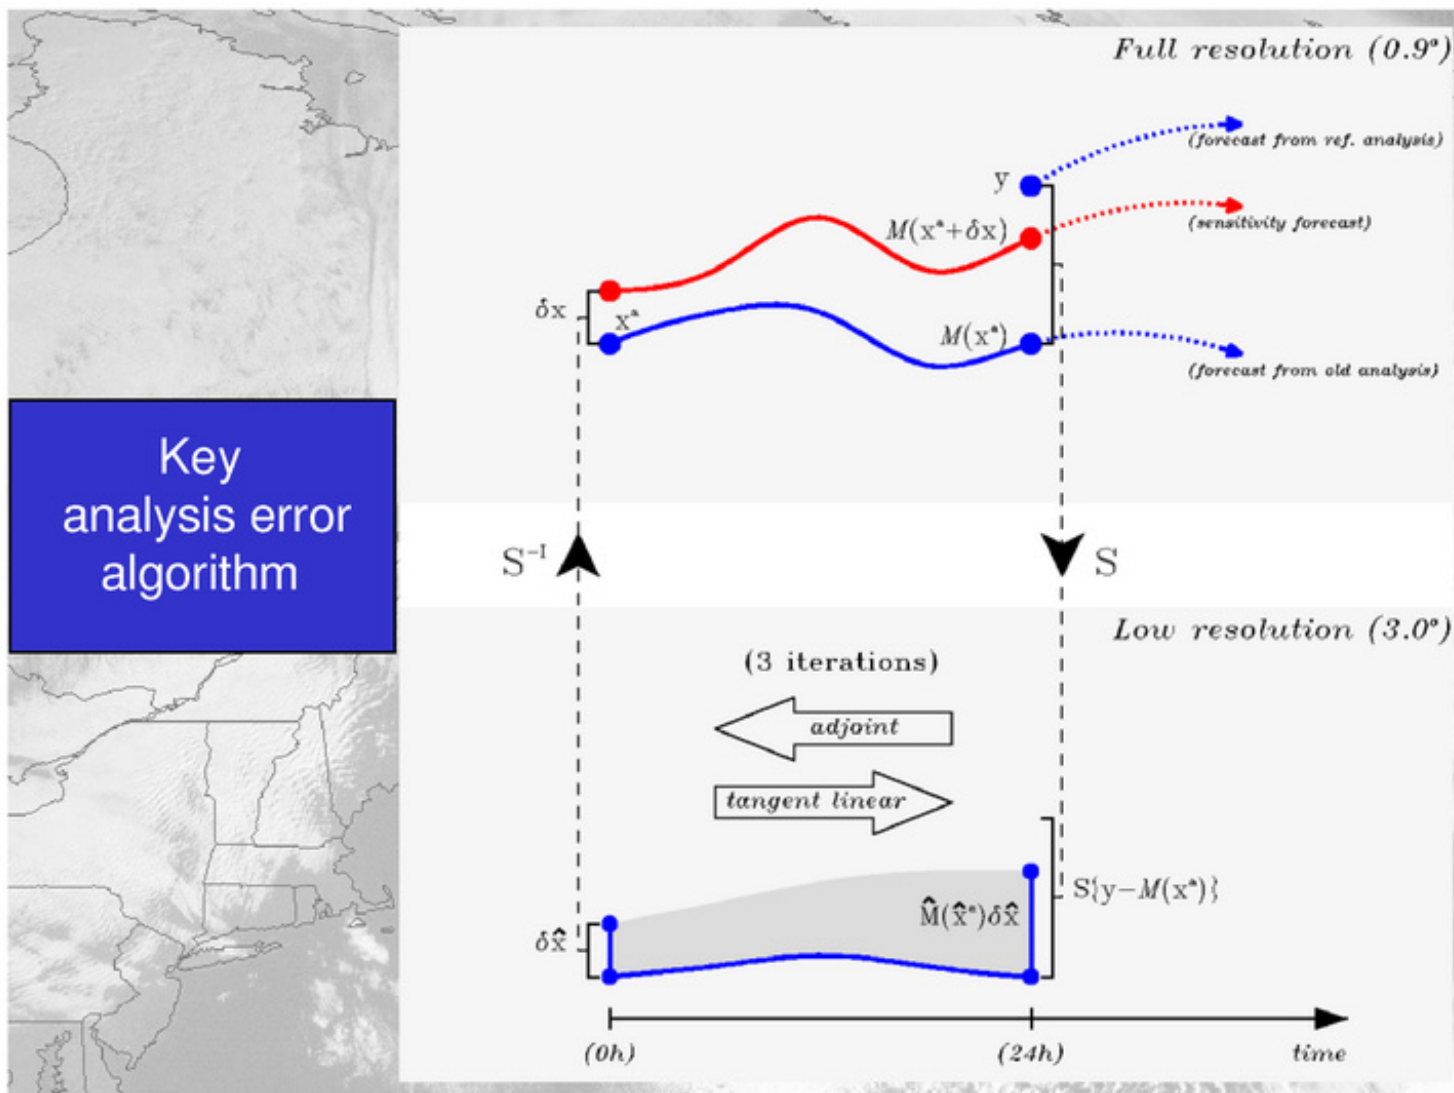 Full resolution (0.9°)
(forecast from ref. analysis)
y
M(xᵃ+δx)
(sensitivity forecast)
δx
xᵃ
M(xᵃ)
(forecast from old analysis)
Key
analysis error
algorithm
S⁻¹
S
Low resolution (3.0°)
(3 iterations)
adjoint
tangent linear
S{y−M(xᵃ)}
M̂(x̂ᵃ)δx̂
δx̂
(0h)
(24h)
time